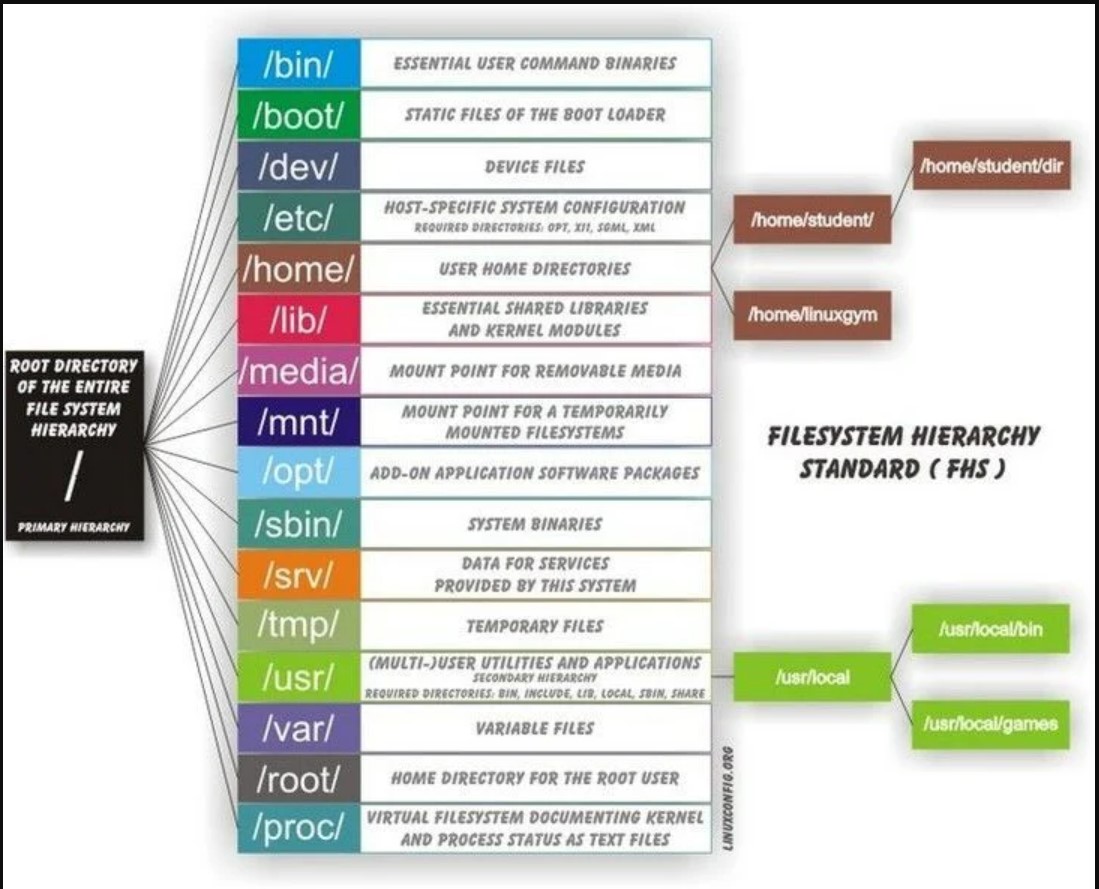 ROOT DIRECTORY
OF THE ENTIRE
FILE SYSTEM
HIERARCHY
/
PRIMARY HIERARCHY
/bin/
ESSENTIAL USER COMMAND BINARIES
/boot/
STATIC FILES OF THE BOOT LOADER
/dev/
DEVICE FILES
/etc/
HOST-SPECIFIC SYSTEM CONFIGURATION
REQUIRED DIRECTORIES: OPT, XII, SGML, XML
/home/
USER HOME DIRECTORIES
/lib/
ESSENTIAL SHARED LIBRARIES
AND KERNEL MODULES
/media/
MOUNT POINT FOR REMOVABLE MEDIA
/mnt/
MOUNT POINT FOR A TEMPORARILY
MOUNTED FILESYSTEMS
/opt/
ADD-ON APPLICATION SOFTWARE PACKAGES
/sbin/
SYSTEM BINARIES
/srv/
DATA FOR SERVICES
PROVIDED BY THIS SYSTEM
/tmp/
TEMPORARY FILES
/usr/
(MULTI-)USER UTILITIES AND APPLICATIONS
SECONDARY HIERARCHY
REQUIRED DIRECTORIES: BIN, INCLUDE, LIB, LOCAL, SBIN, SHARE
/var/
VARIABLE FILES
/root/
HOME DIRECTORY FOR THE ROOT USER
/proc/
VIRTUAL FILESYSTEM DOCUMENTING KERNEL
AND PROCESS STATUS AS TEXT FILES
/home/student/
/home/student/dir
/home/linuxgym
FILESYSTEM HIERARCHY
STANDARD ( FHS )
/usr/local
/usr/local/bin
/usr/local/games
LINUXCONFIG.ORG